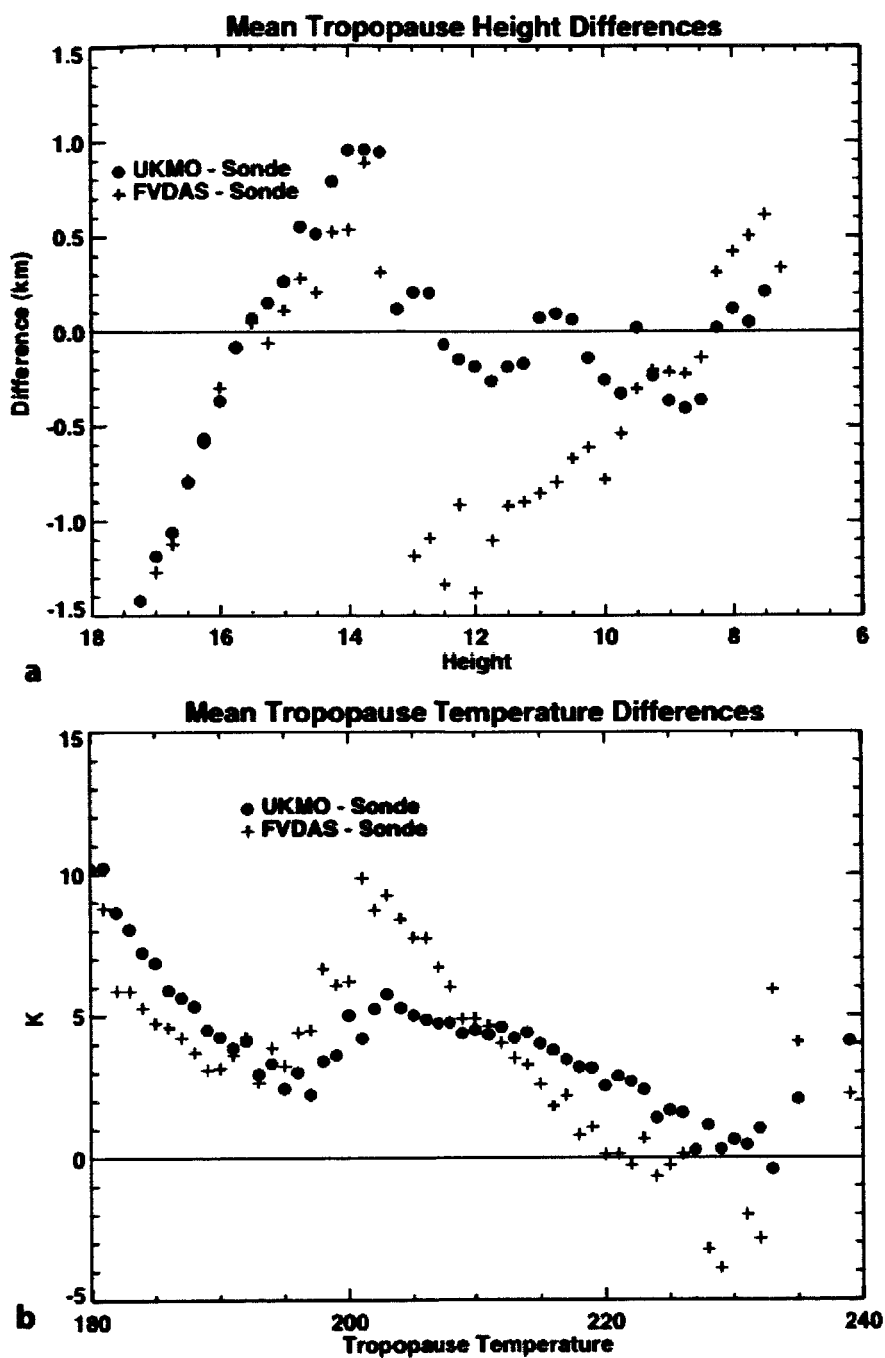 Mean Tropopause Height Differences
1.5
1.0
0.5
0.0
-0.5
-1.0
-1.5
Difference (km)
UKMO - Sonde
FVDAS - Sonde
18 16 14 12 10 8 6
Height
a
Mean Tropopause Temperature Differences
15
10
5
0
-5
K
UKMO - Sonde
FVDAS - Sonde
180 200 220 240
Tropopause Temperature
b